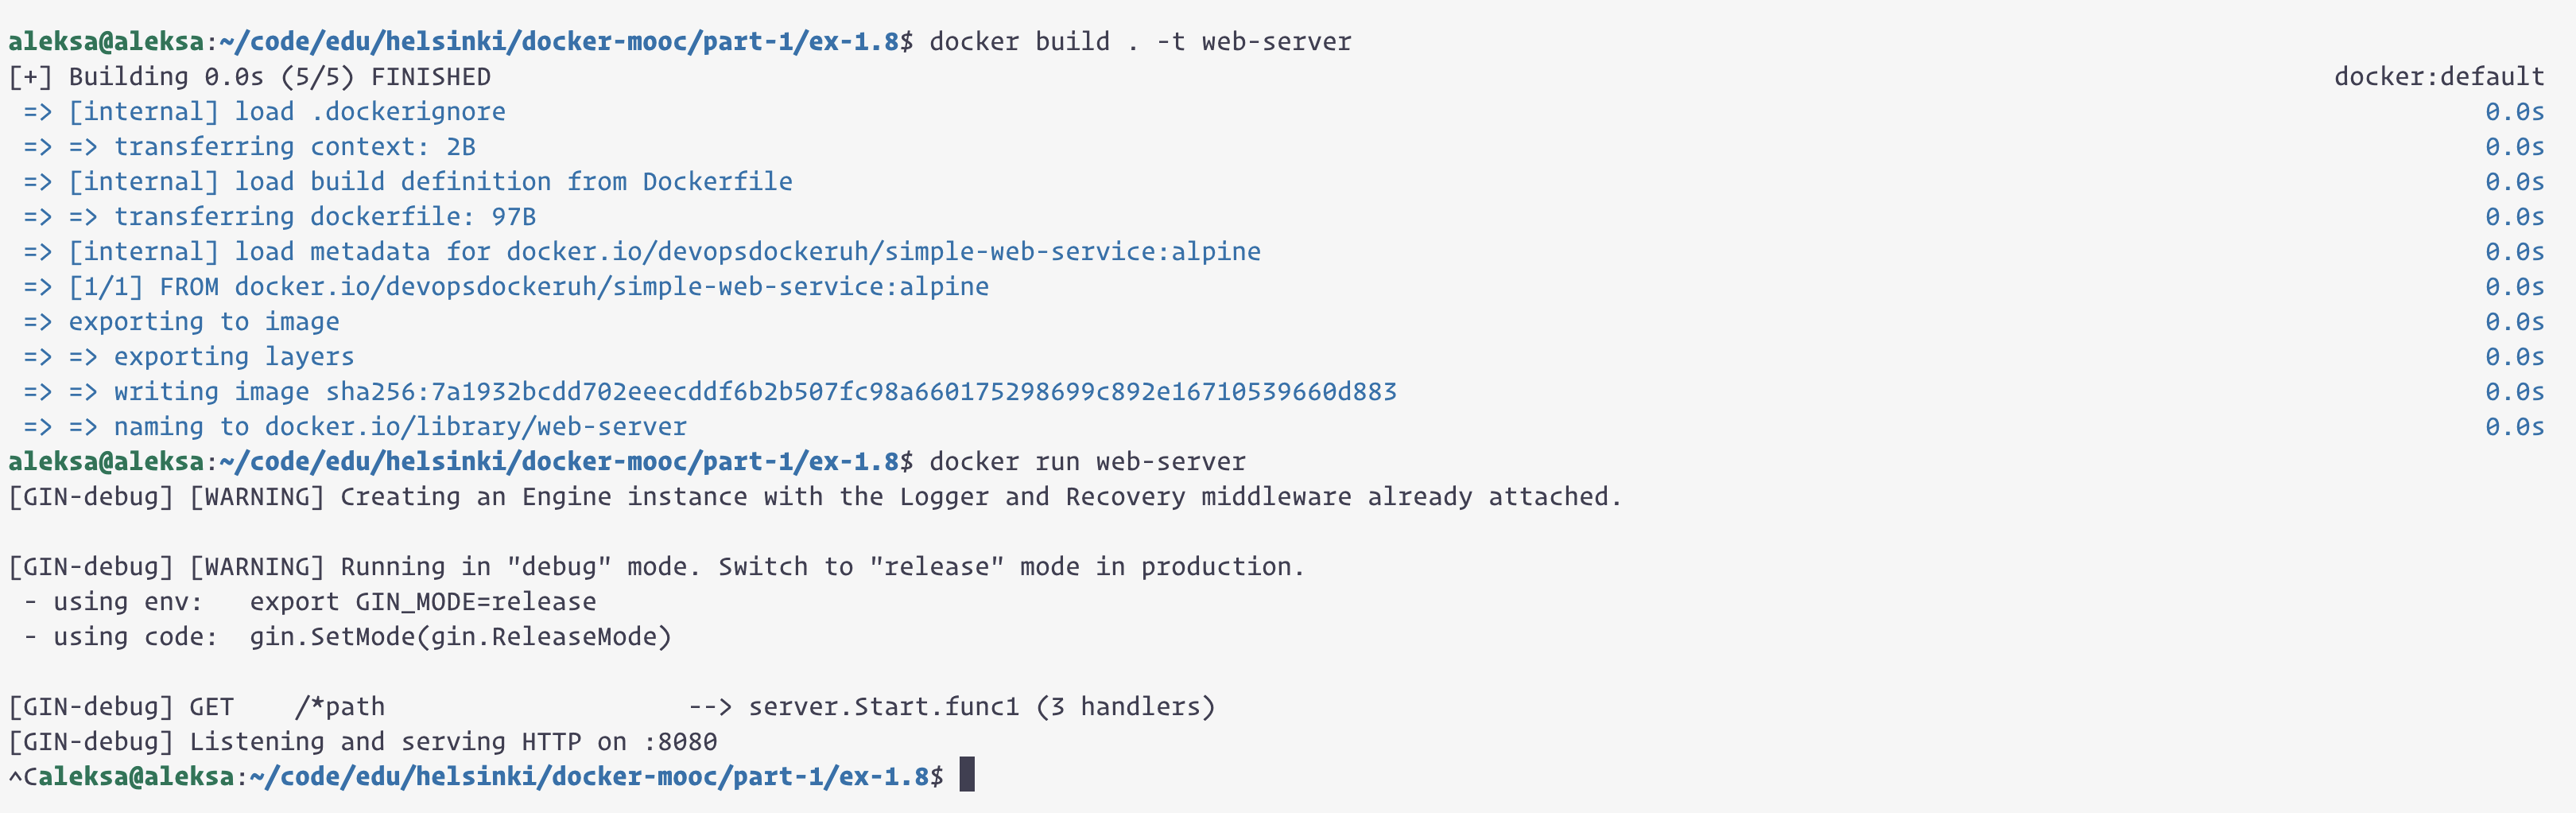 aleksa@aleksa:~/code/edu/helsinki/docker-mooc/part-1/ex-1.8$ docker build . -t web-server
[+] Building 0.0s (5/5) FINISHED docker:default
=> [internal] load .dockerignore 0.0s
=> => transferring context: 2B 0.0s
=> [internal] load build definition from Dockerfile 0.0s
=> => transferring dockerfile: 97B 0.0s
=> [internal] load metadata for docker.io/devopsdockeruh/simple-web-service:alpine 0.0s
=> [1/1] FROM docker.io/devopsdockeruh/simple-web-service:alpine 0.0s
=> exporting to image 0.0s
=> => exporting layers 0.0s
=> => writing image sha256:7a1932bcdd702eeecddf6b2b507fc98a660175298699c892e16710539660d883 0.0s
=> => naming to docker.io/library/web-server 0.0s
aleksa@aleksa:~/code/edu/helsinki/docker-mooc/part-1/ex-1.8$ docker run web-server
[GIN-debug] [WARNING] Creating an Engine instance with the Logger and Recovery middleware already attached.
[GIN-debug] [WARNING] Running in "debug" mode. Switch to "release" mode in production.
- using env: export GIN_MODE=release
- using code: gin.SetMode(gin.ReleaseMode)
[GIN-debug] GET /*path --> server.Start.func1 (3 handlers)
[GIN-debug] Listening and serving HTTP on :8080
^Caleksa@aleksa:~/code/edu/helsinki/docker-mooc/part-1/ex-1.8$